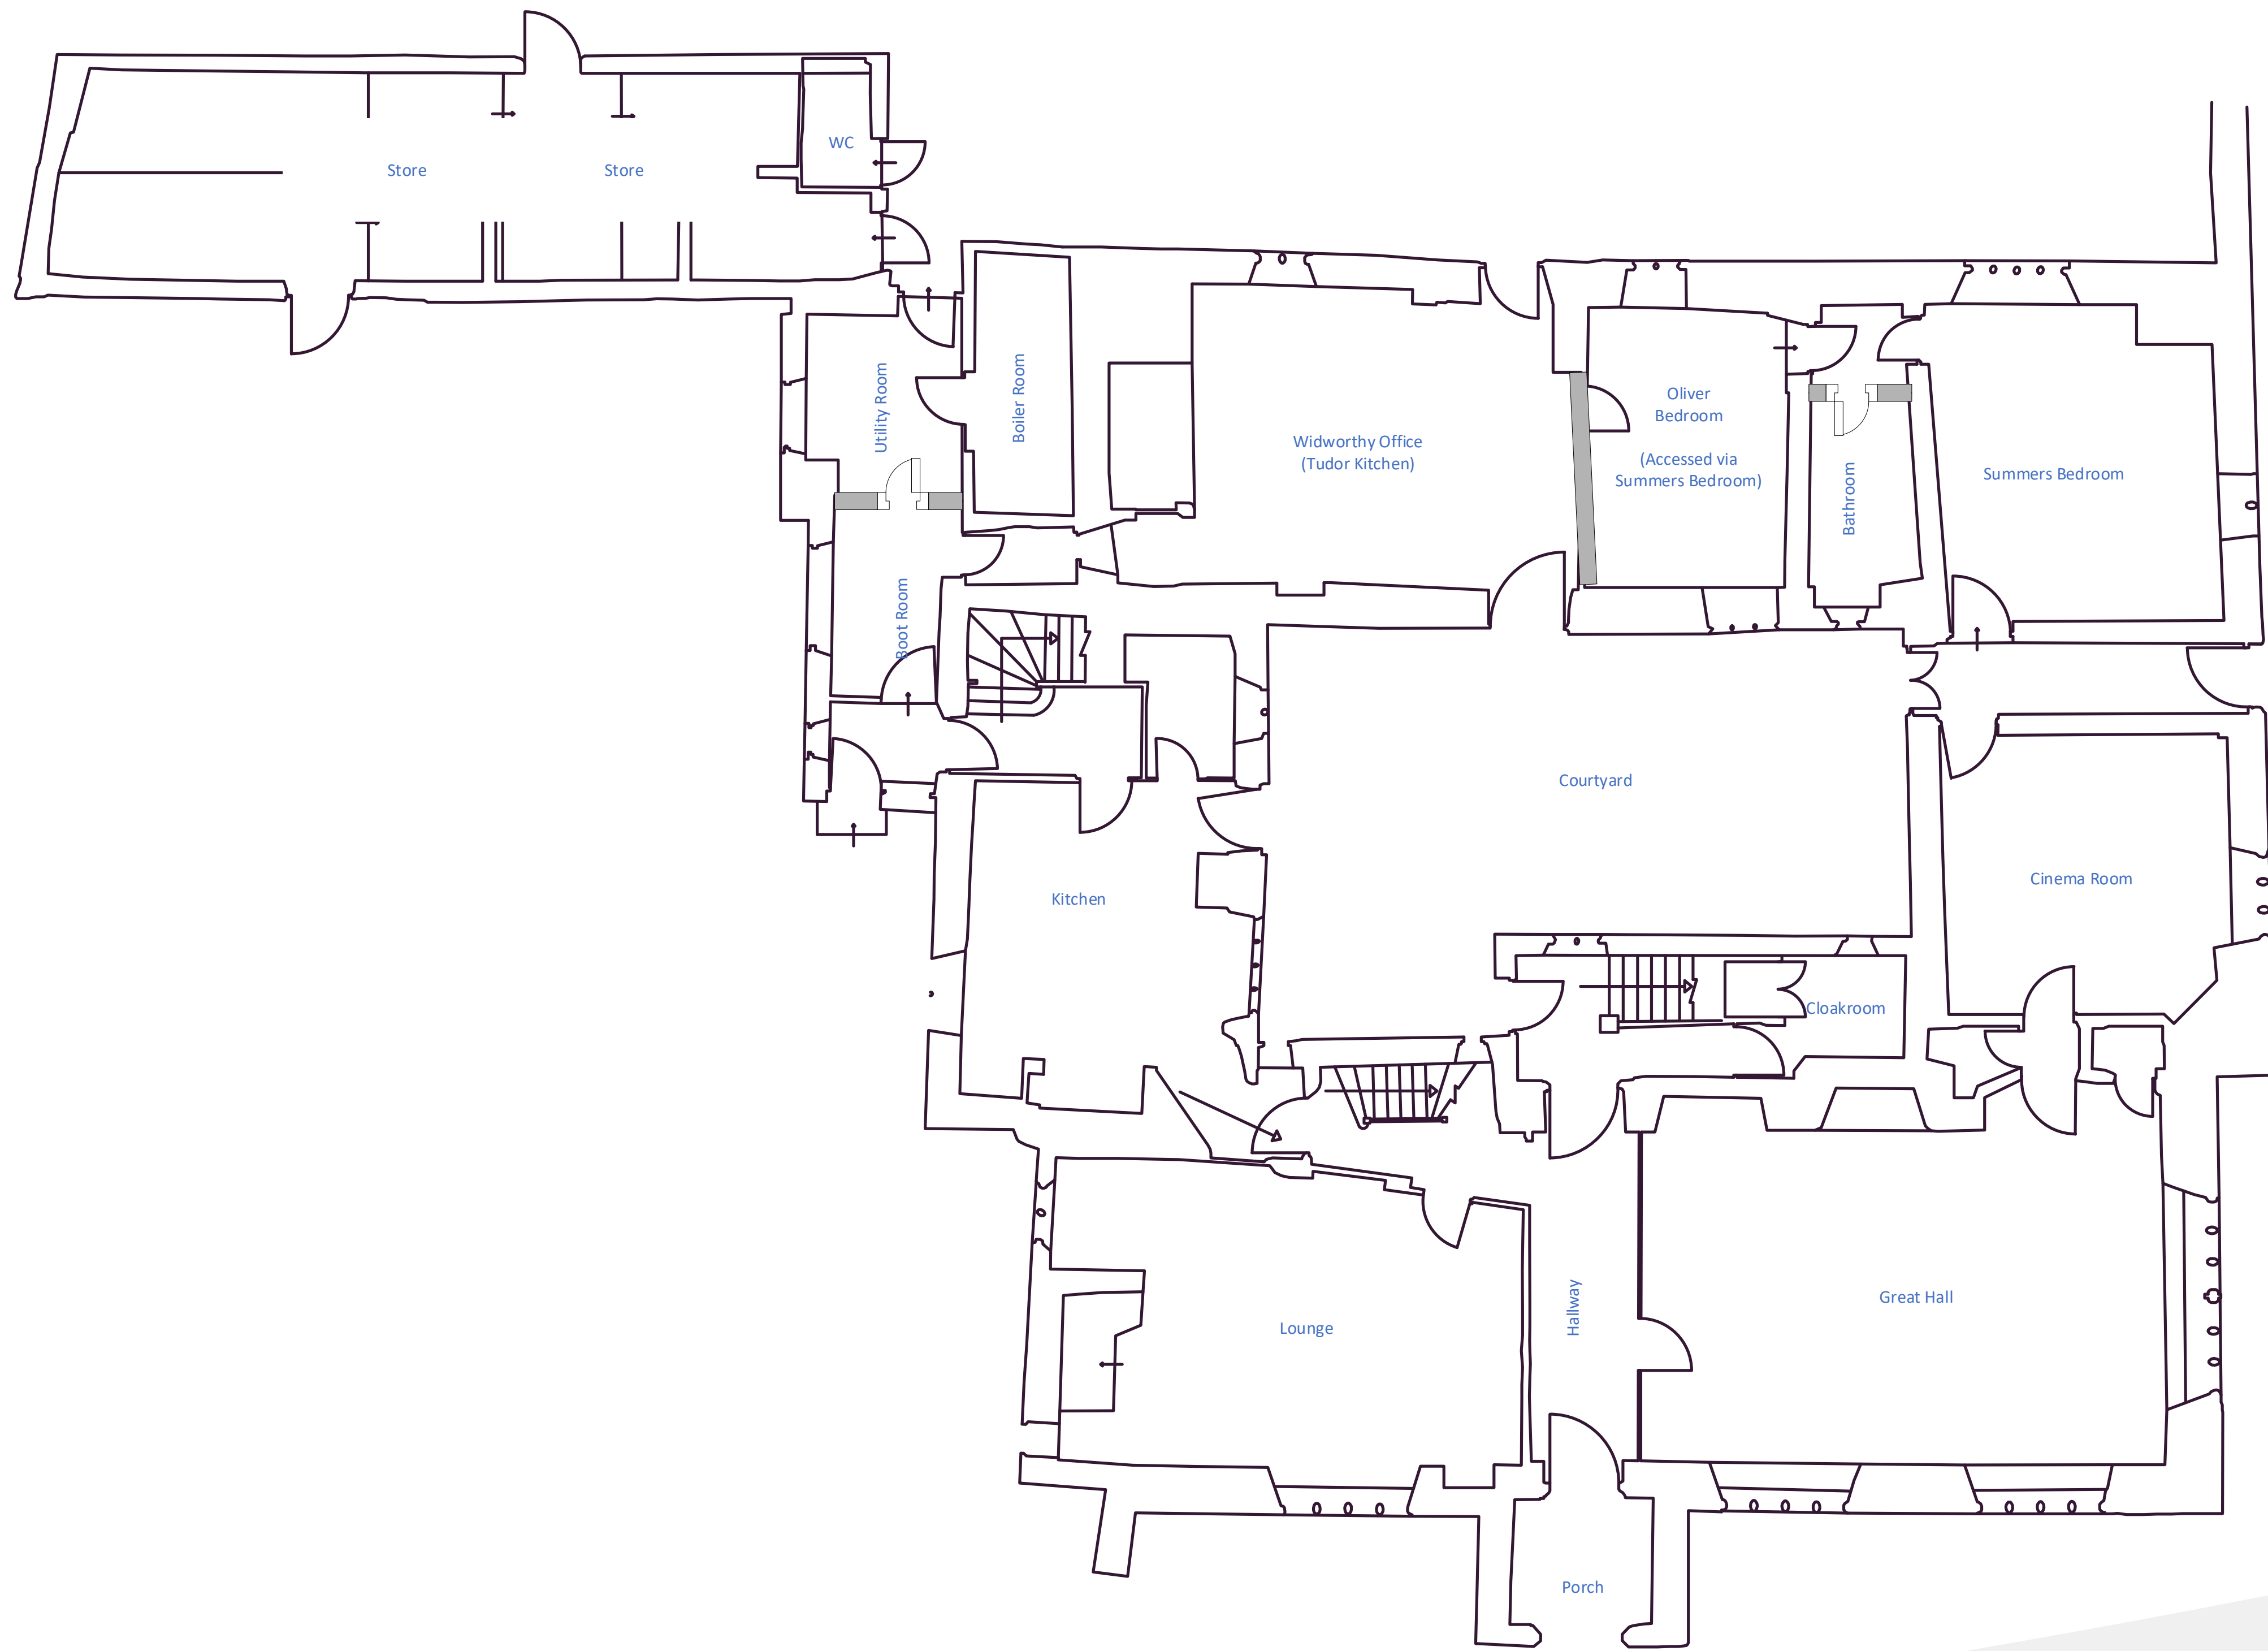 WC
Store
Store
Utility Room
Boiler Room
Oliver
Bedroom
(Accessed via
Summers Bedroom)
Widworthy Office
(Tudor Kitchen)
Summers Bedroom
Bathroom
Boot Room
Courtyard
Cinema Room
Kitchen
Cloakroom
Great Hall
Hallway
Lounge
Porch